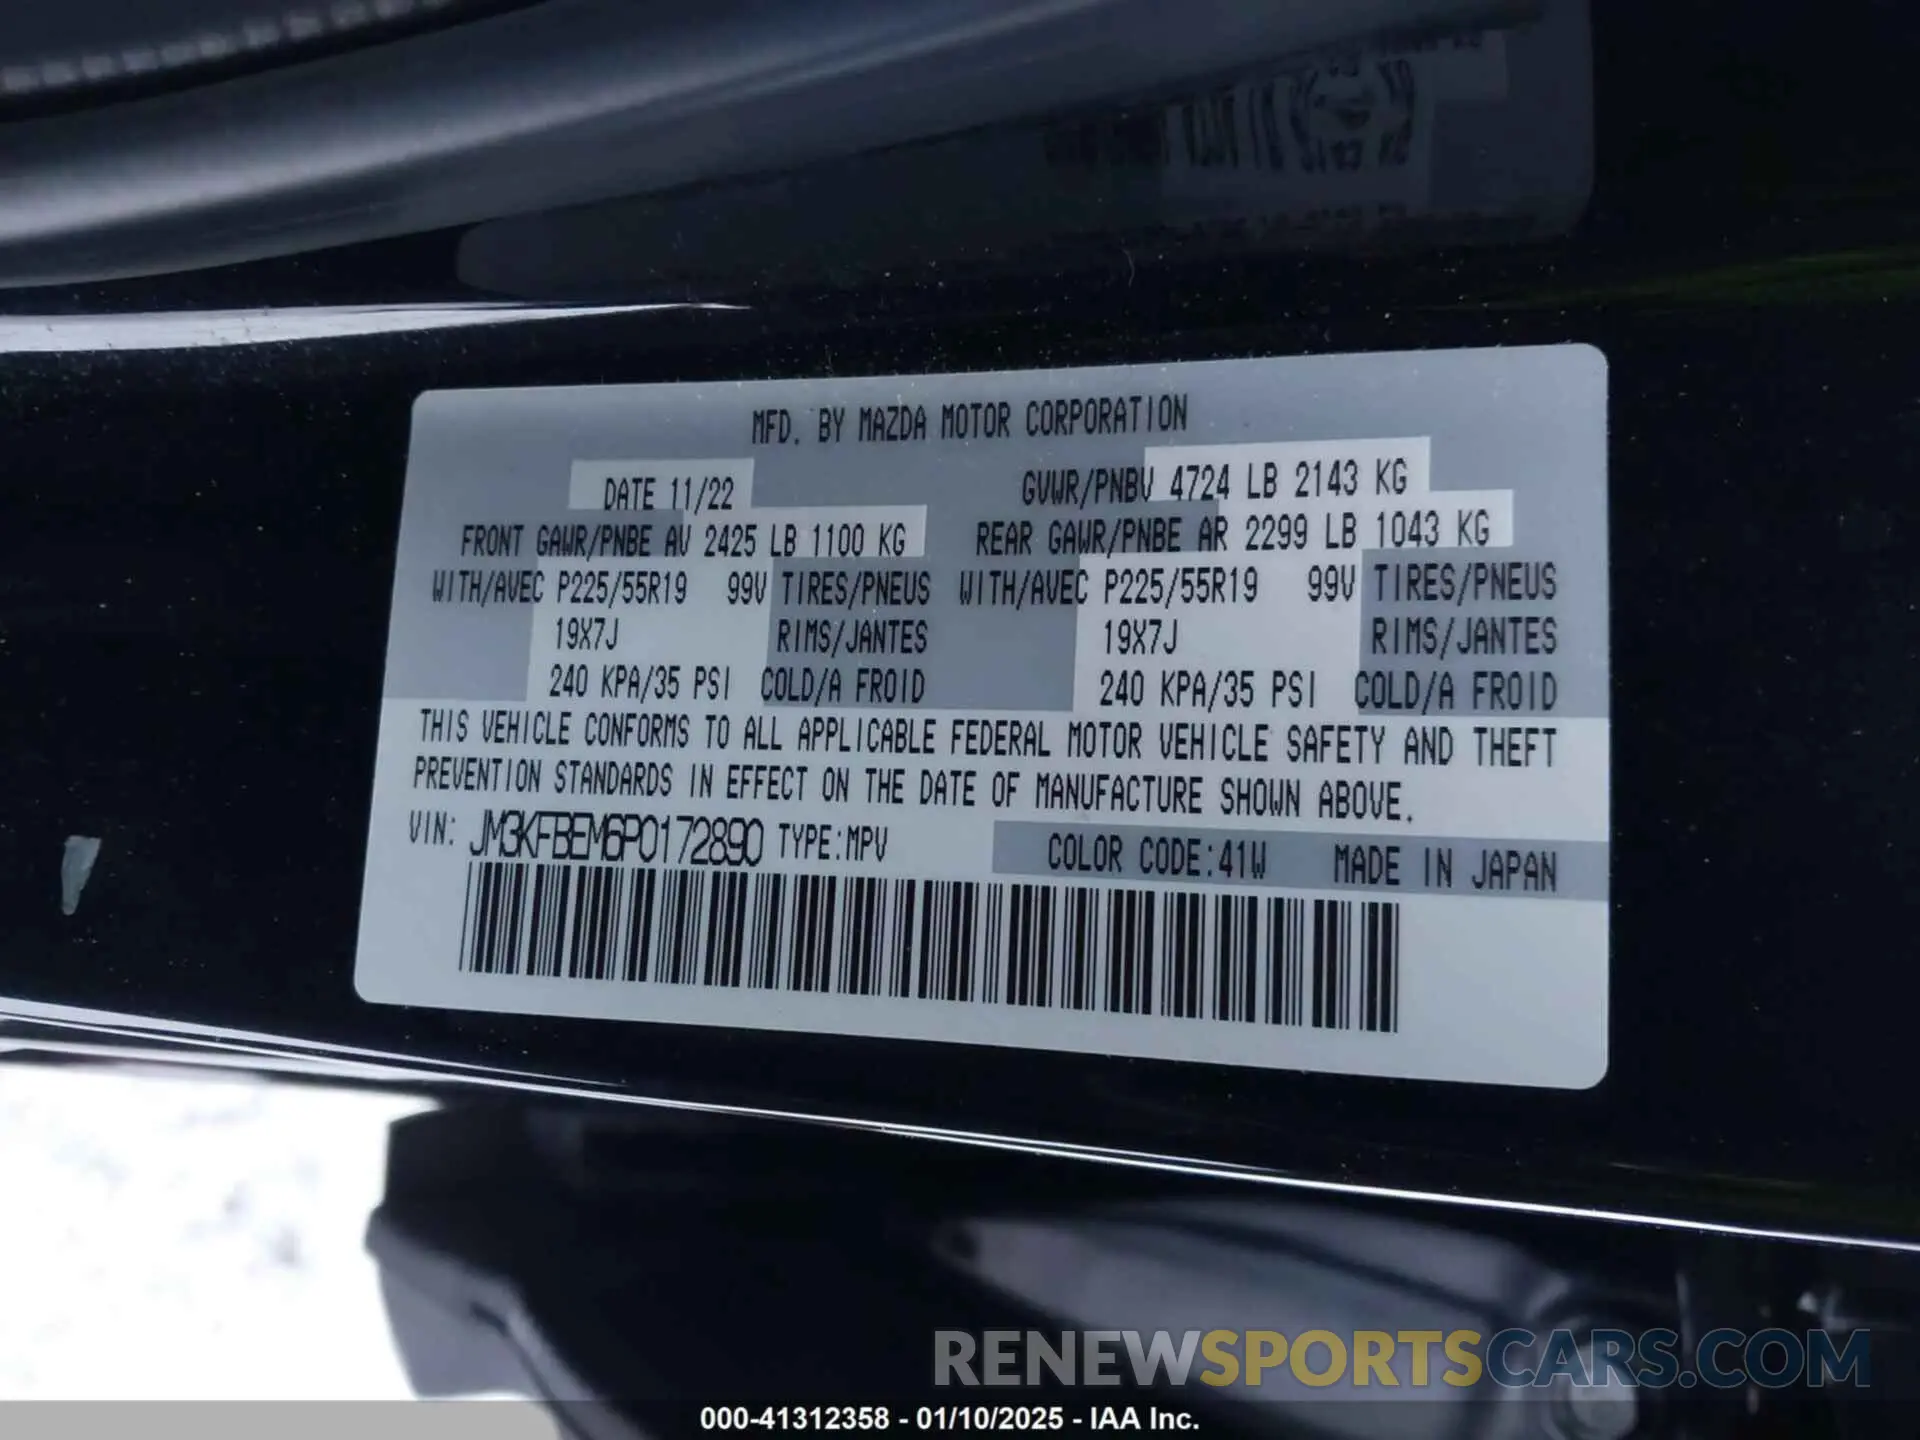 MFD. BY MAZDA MOTOR CORPORATION
DATE 11/22 GVWR/PNBV 4724 LB 2143 KG
FRONT GAWR/PNBE AV 2425 LB 1100 KG REAR GAWR/PNBE AR 2299 LB 1043 KG
WITH/AVEC P225/55R19 99V TIRES/PNEUS WITH/AVEC P225/55R19 99V TIRES/PNEUS
19X7J RIMS/JANTES 19X7J RIMS/JANTES
240 KPA/35 PSI COLD/A FROID 240 KPA/35 PSI COLD/A FROID
THIS VEHICLE CONFORMS TO ALL APPLICABLE FEDERAL MOTOR VEHICLE SAFETY AND THEFT
PREVENTION STANDARDS IN EFFECT ON THE DATE OF MANUFACTURE SHOWN ABOVE.
VIN: JM3KFBEM6P0172890 TYPE:MPV COLOR CODE:41W MADE IN JAPAN
RENEWSPORTSCARS.COM
000-41312358 - 01/10/2025 - IAA Inc.